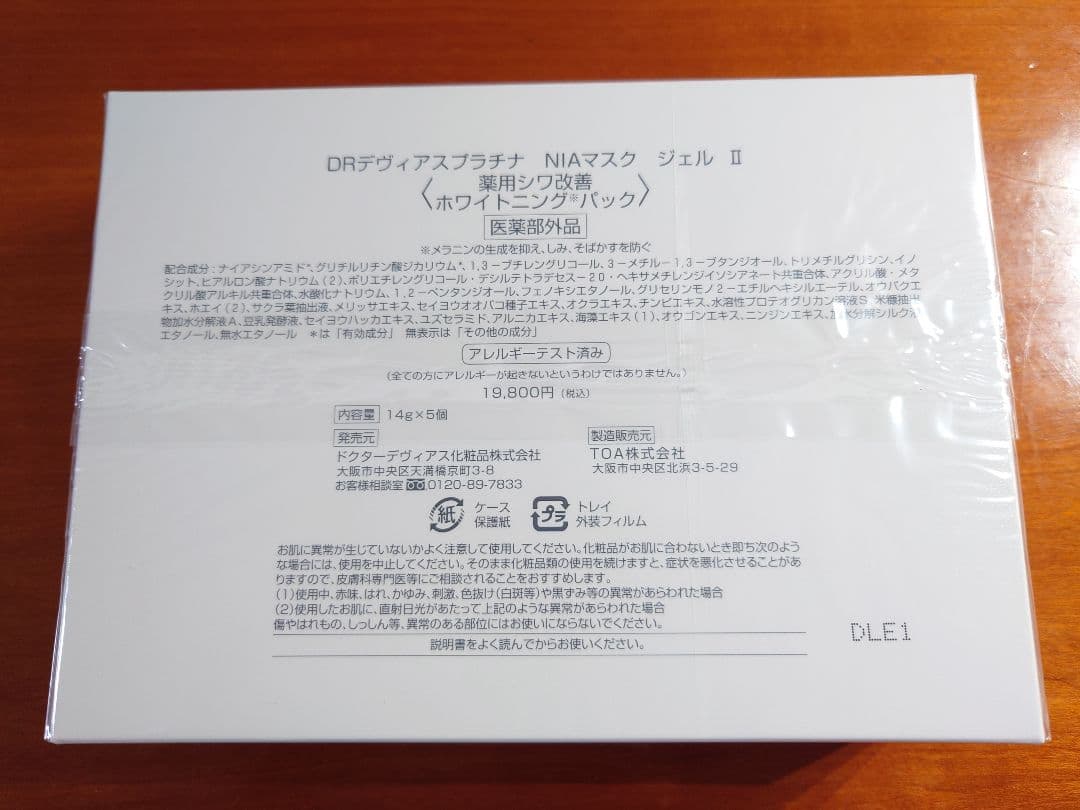 DRデヴィアスプラチナ NIAマスク ジェル Ⅱ
〈薬用シワ改善
ホワイトニング※パック〉
医薬部外品
※メラニンの生成を抑え、しみ、そばかすを防ぐ
配合成分：ナイアシンアミド*、グリチルリチン酸ジカリウム*、1,3－ブチレングリコール、3－メチル－1,3－ブタンジオール、トリメチルグリシン、イノ
シット、ヒアルロン酸ナトリウム(2)、ポリエチレングリコール・デシルテトラデセス－20・ヘキサメチレンジイソシアネート共重合体、アクリル酸・メタ
クリル酸アルキル共重合体、水酸化ナトリウム、1,2－ペンタンジオール、フェノキシエタノール、グリセリンモノ2－エチルヘキシルエーテル、オウバクエ
キス、ホエイ(2)、サクラ葉抽出液、メリッサエキス、セイヨウオオバコ種子エキス、オクラエキス、チンピエキス、水溶性プロテオグリカン溶液S、米糠抽出
物加水分解液A、豆乳発酵液、セイヨウハッカエキス、ユズセラミド、アルニカエキス、海藻エキス(1)、オウゴンエキス、ニンジンエキス、加水分解シルク液、
エタノール、無水エタノール ＊は「有効成分」 無表示は「その他の成分」
アレルギーテスト済み
(全ての方にアレルギーが起きないというわけではありません。)
19,800円(税込)
内容量 14g×5個
発売元
ドクターデヴィアス化粧品株式会社
大阪市中央区天満橋京町3-8
お客様相談室 0120-89-7833
製造販売元
TOA株式会社
大阪市中央区北浜3-5-29
紙 ケース
保護紙
プラ トレイ
外装フィルム
お肌に異常が生じていないかよく注意して使用してください。化粧品がお肌に合わないとき即ち次のよう
な場合には、使用を中止してください。そのまま化粧品類の使用を続けますと、症状を悪化させることがあ
りますので、皮膚科専門医等にご相談されることをおすすめします。
(1)使用中、赤味、はれ、かゆみ、刺激、色抜け(白斑等)や黒ずみ等の異常があらわれた場合
(2)使用したお肌に、直射日光があたって上記のような異常があらわれた場合
傷やはれもの、しっしん等、異常のある部位にはお使いにならないでください。
説明書をよく読んでからお使いください。
DLE1